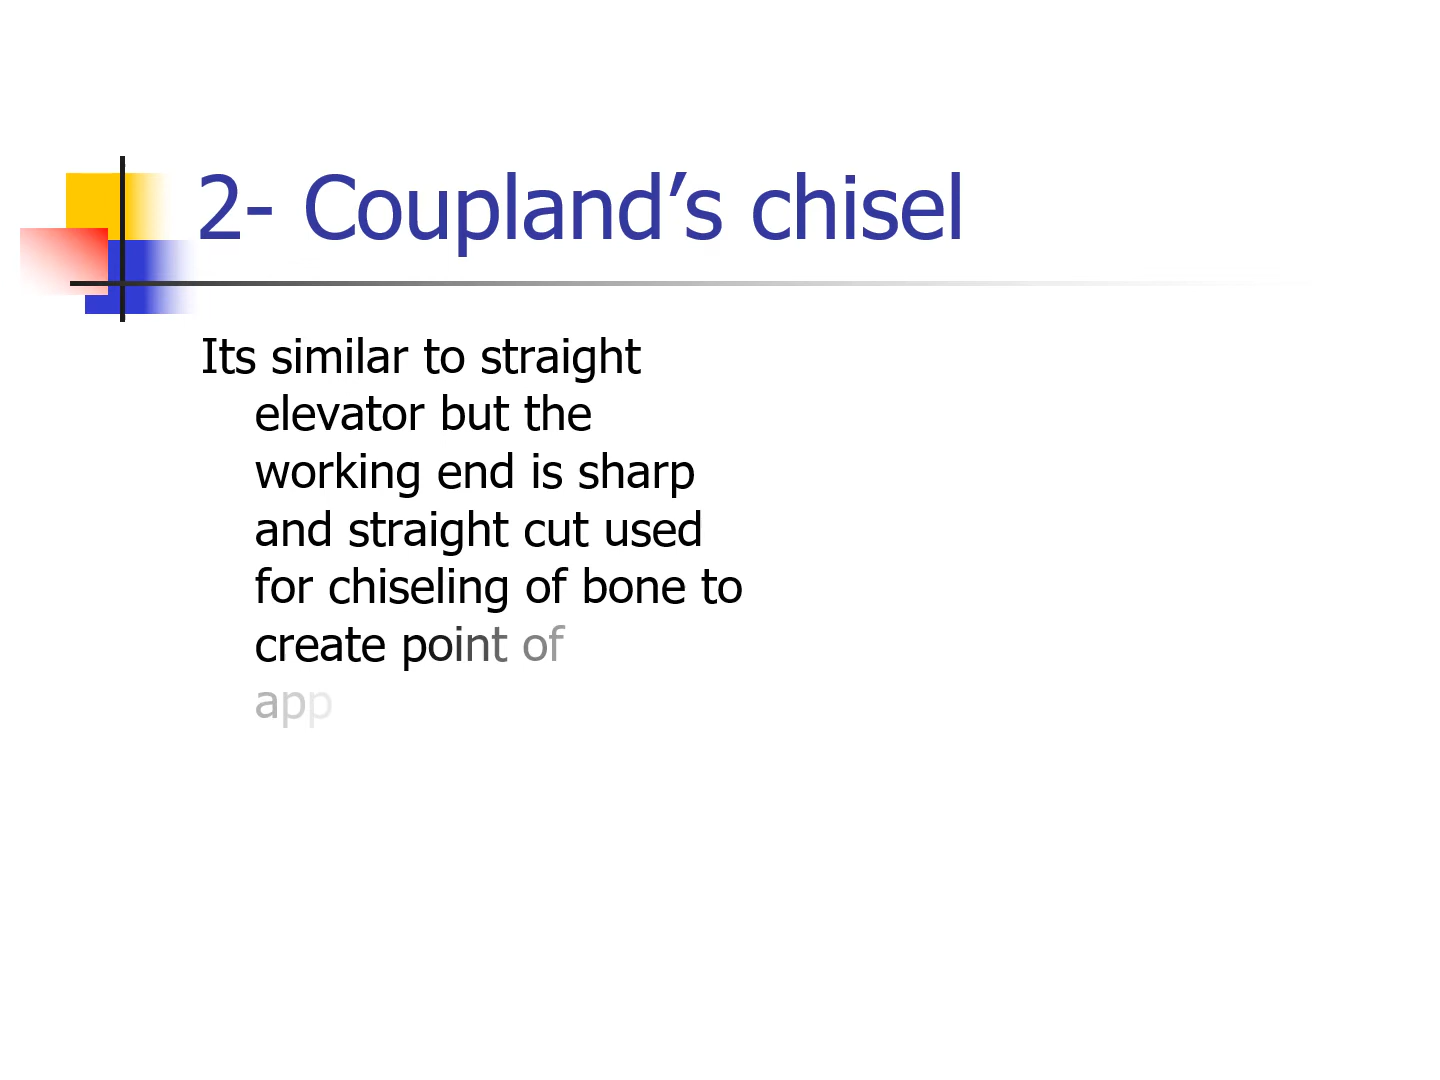 2- Coupland’s chisel
Its similar to straight
elevator but the
working end is sharp
and straight cut used
for chiseling of bone to
create point of
app